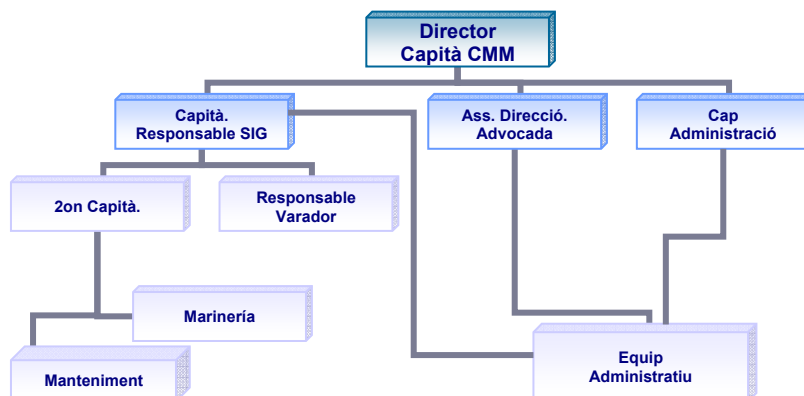 Director
Capità CMM
Capità.
Responsable SIG
Ass. Direcció.
Advocada
Cap
Administració
2on Capità.
Responsable
Varador
Marinería
Manteniment
Equip
Administratiu